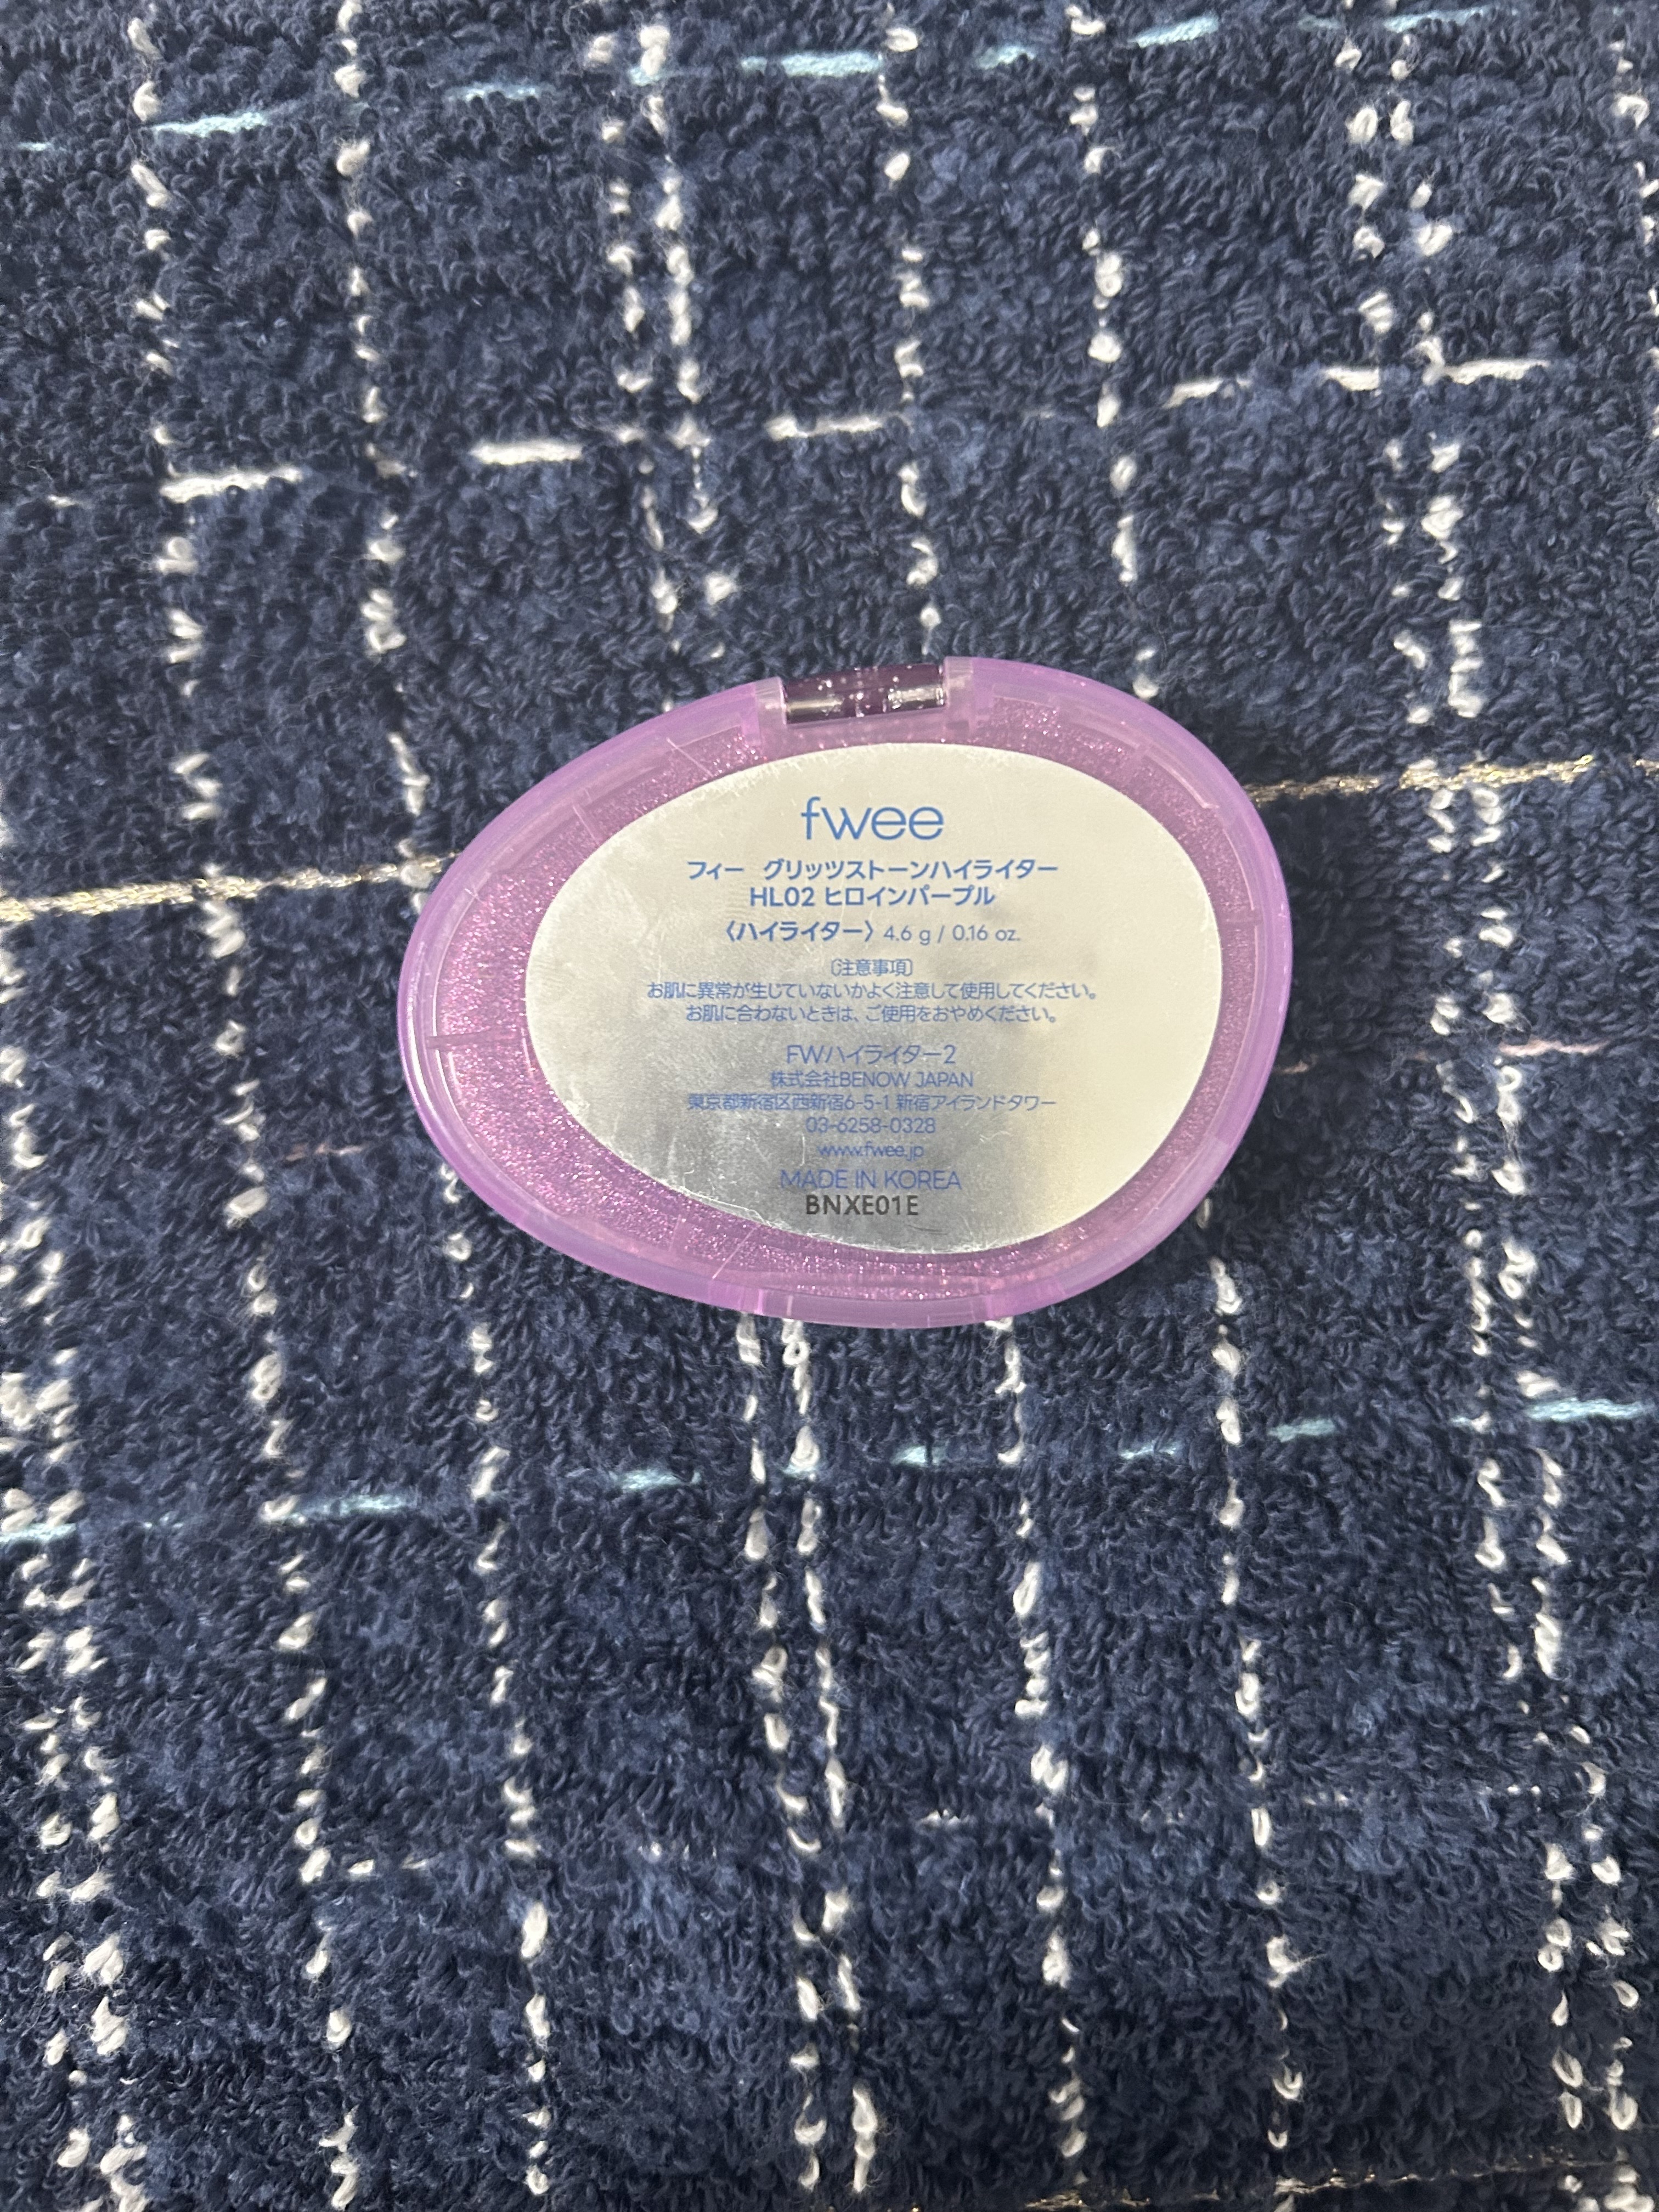 fwee
フィー　グリッツストーンハイライター
HL02 ヒロインパープル
〈ハイライター〉 4.6 g / 0.16 oz.
〔注意事項〕
お肌に異常が生じていないかよく注意して使用してください。
お肌に合わないときは、ご使用をおやめください。
FWハイライター2
株式会社BENOW JAPAN
東京都新宿区西新宿6-5-1 新宿アイランドタワー
03-6258-0328
www.fwee.jp
MADE IN KOREA
BNXE01E